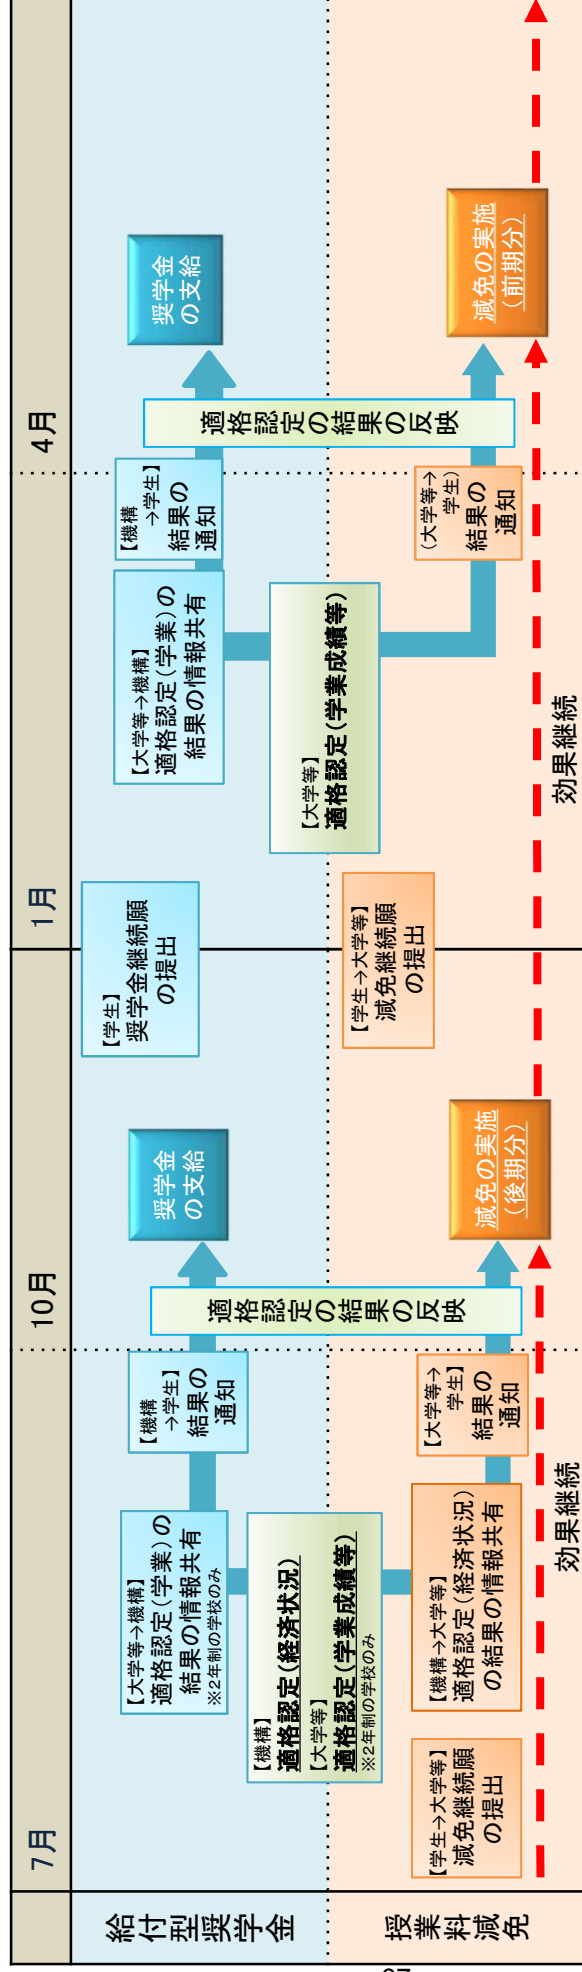 7月
10月
1月
4月
給付型奨学金
【大学等→機構】
適格認定（学業）の
結果の情報共有
※2年制の学校のみ
【機構
→学生】
結果の
通知
奨学金
の支給
【学生】
奨学金継続願
の提出
【大学等→機構】
適格認定（学業）の
結果の情報共有
【機構
→学生】
結果の
通知
奨学金
の支給
【機構】
適格認定（経済状況）
【大学等】
適格認定（学業成績等）
※2年制の学校のみ
適格認定の結果の反映
【大学等】
適格認定（学業成績等）
適格認定の結果の反映
授業料減免
【学生→大学等】
減免継続願
の提出
【機構→大学等】
適格認定（経済状況）
の結果の情報共有
【大学等→
学生】
結果の
通知
減免の実施
（後期分）
【学生→大学等】
減免継続願
の提出
（大学等→
学生）
結果の
通知
減免の実施
（前期分）
効果継続
効果継続